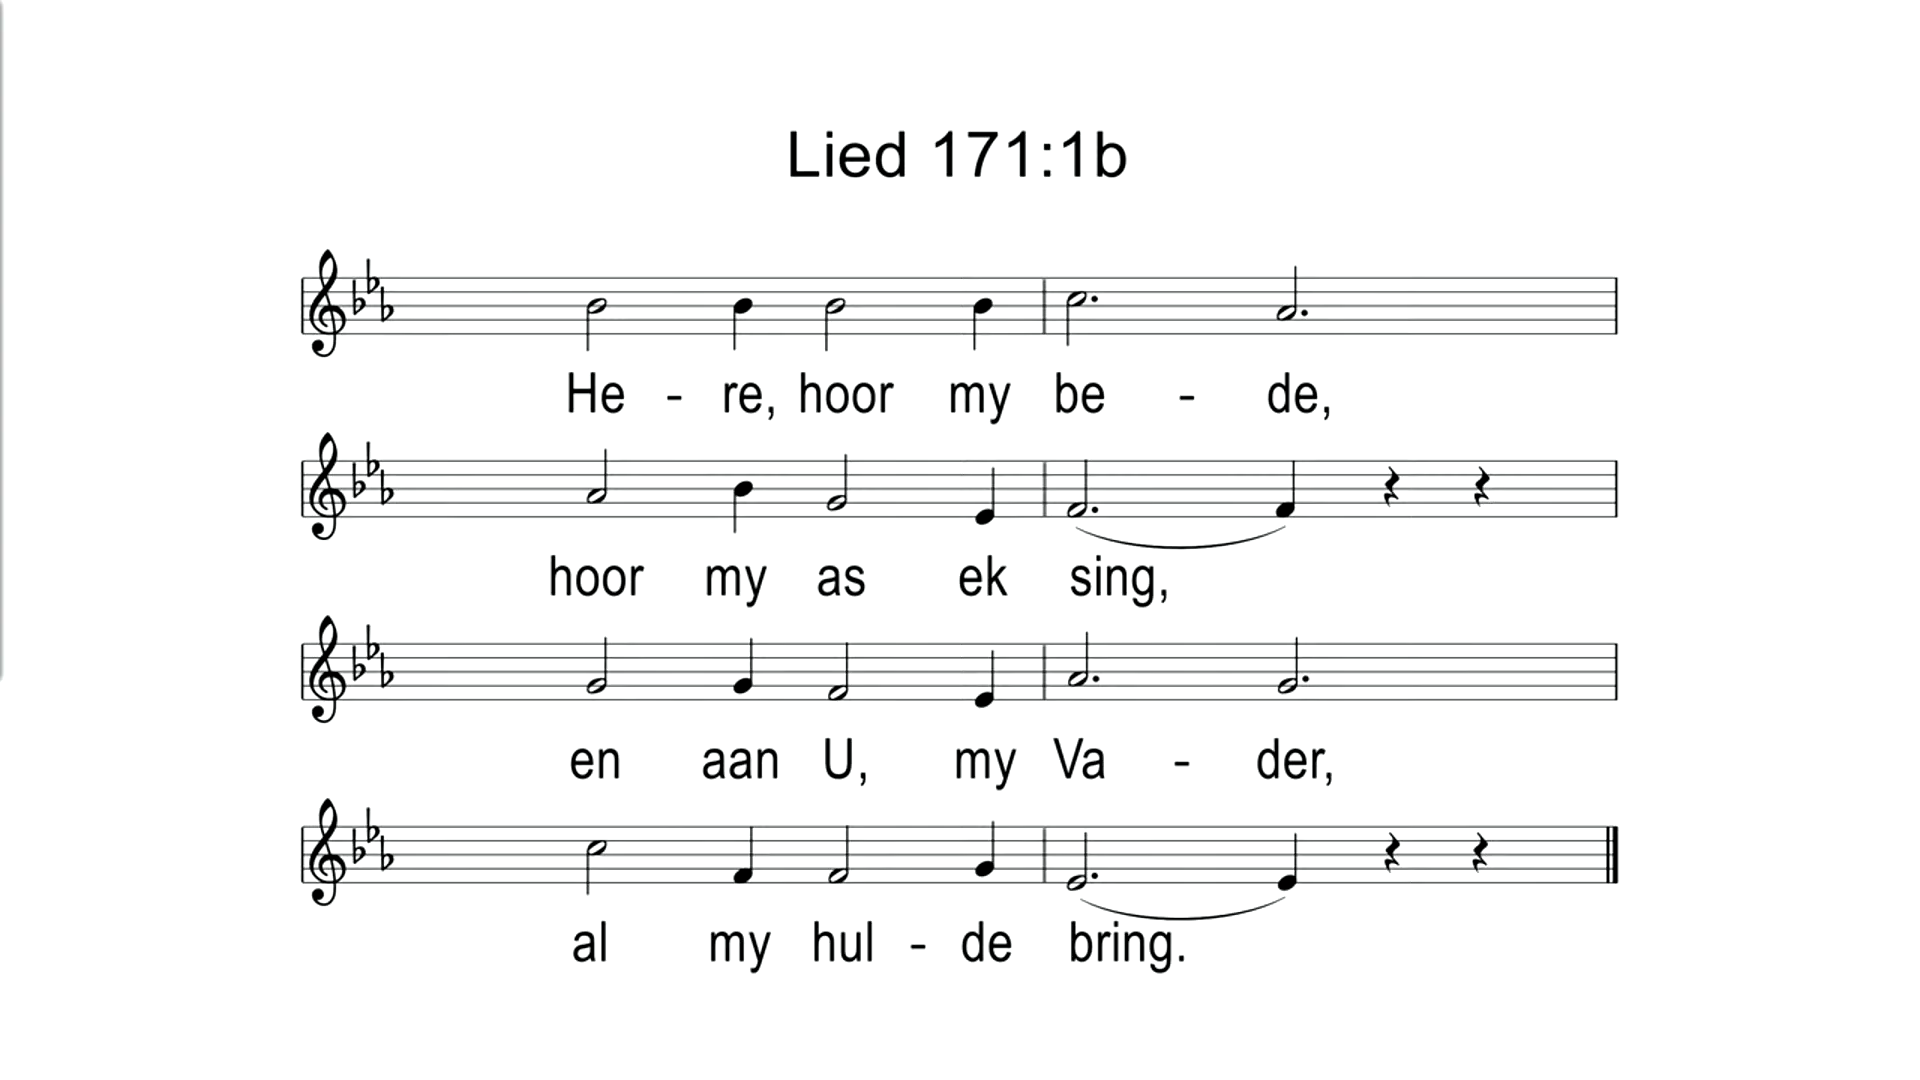 Lied 171:1b
He - re, hoor my be - de,
hoor my as ek sing,
en aan U, my Va - der,
al my hul - de bring.